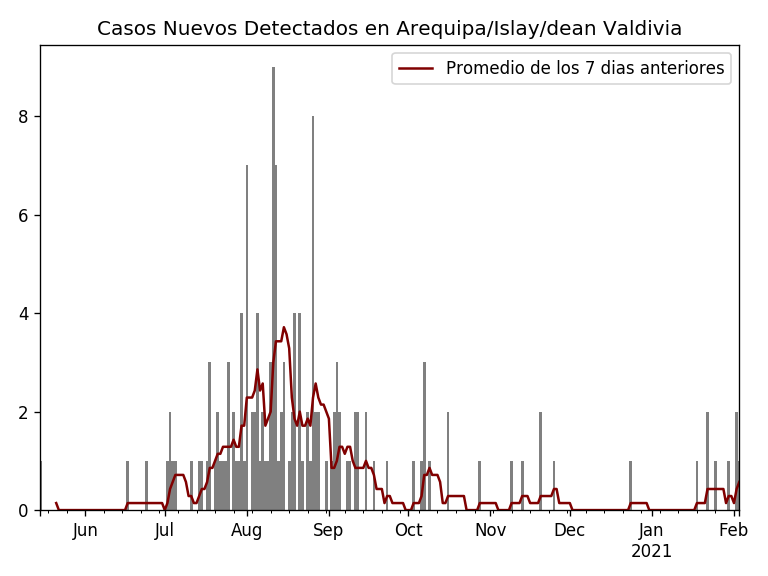 Casos Nuevos Detectados en Arequipa/Islay/dean Valdivia
Promedio de los 7 dias anteriores
8
6
4
2
0
Jun Jul Aug Sep Oct Nov Dec Jan Feb
2021